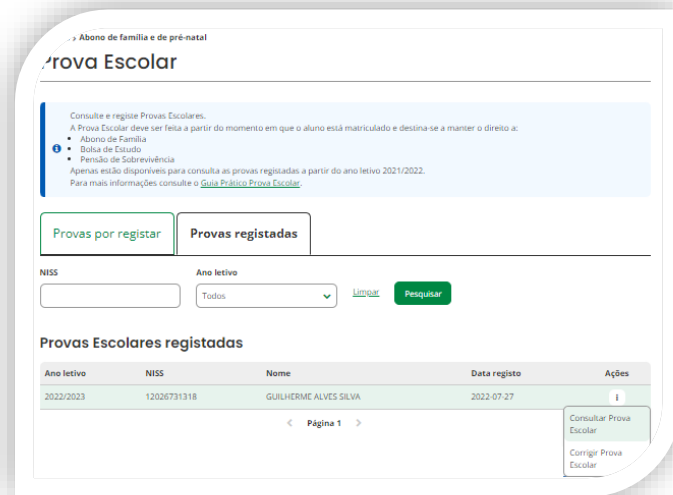 › Abono de família e de pré-natal
Prova Escolar
Consulte e registe Provas Escolares.
A Prova Escolar deve ser feita a partir do momento em que o aluno está matriculado e destina-se a manter o direito a:
• Abono de Família
• Bolsa de Estudo
• Pensão de Sobrevivência
Apenas estão disponíveis para consulta as provas registadas a partir do ano letivo 2021/2022.
Para mais informações consulte o Guia Prático Prova Escolar.
Provas por registar Provas registadas
NISS Ano letivo
Todos Limpar Pesquisar
Provas Escolares registadas
Ano letivo NISS Nome Data registo Ações
2022/2023 12026731318 GUILHERME ALVES SILVA 2022-07-27
Página 1
Consultar Prova
Escolar
Corrigir Prova
Escolar